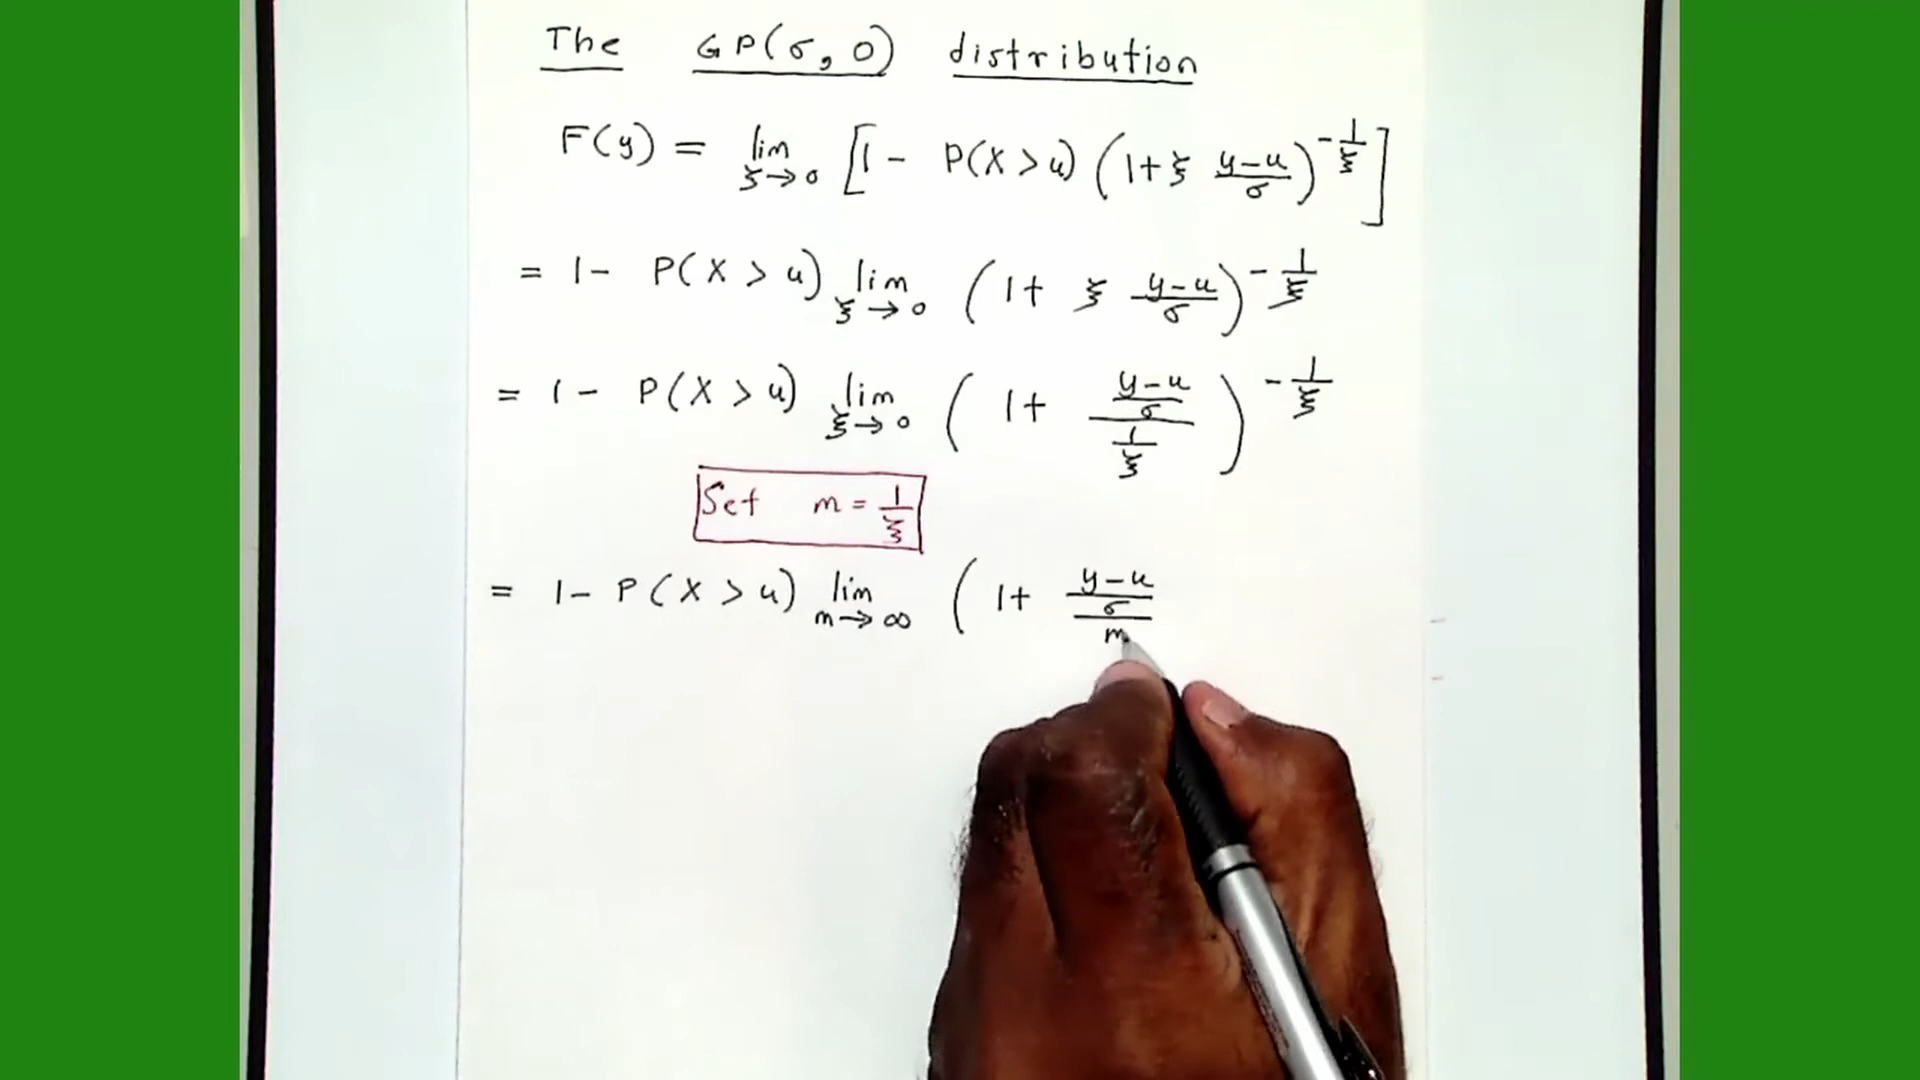 The GP(σ, 0) distribution
F(y) = lim ξ→0 [1 - P(X > u) (1 + ξ (y-u)/σ)^(-1/ξ)]
= 1 - P(X > u) lim ξ→0 (1 + ξ (y-u)/σ)^(-1/ξ)
= 1 - P(X > u) lim ξ→0 (1 + ((y-u)/σ)/(1/ξ))^(-1/ξ)
Set m = 1/ξ
= 1 - P(X > u) lim m→∞ (1 + ((y-u)/σ)/m